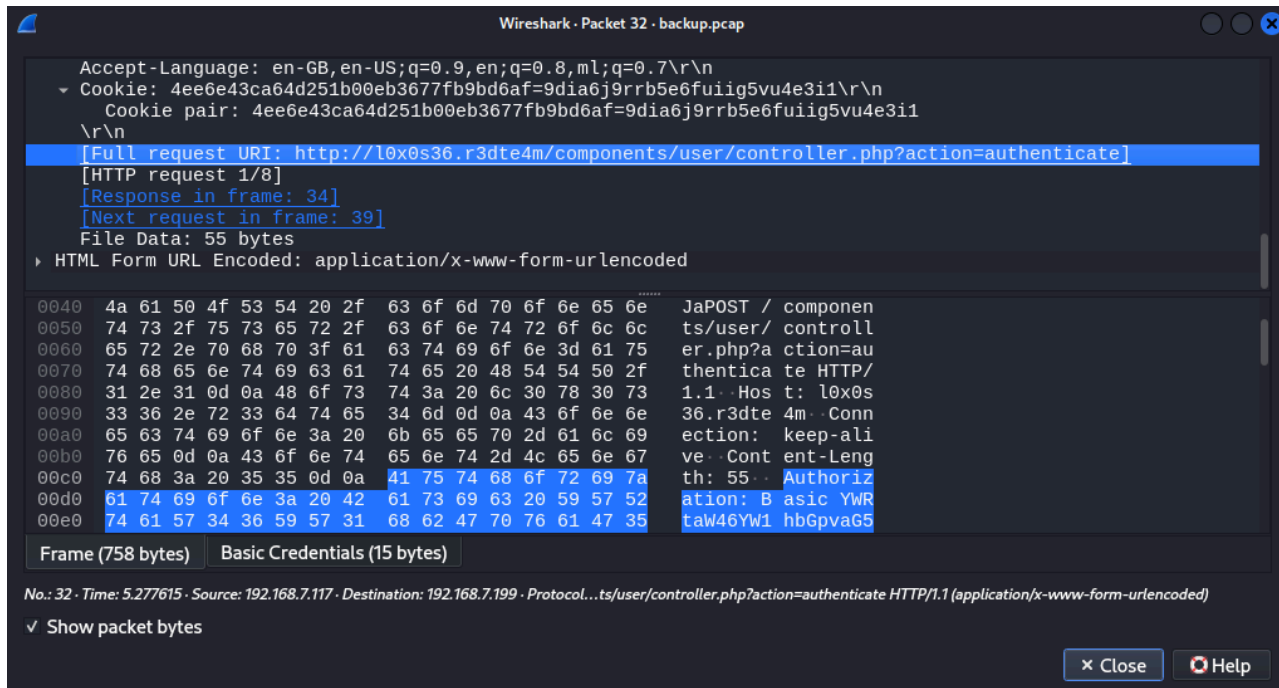 Wireshark · Packet 32 · backup.pcap
Accept-Language: en-GB,en-US;q=0.9,en;q=0.8,ml;q=0.7\r\n
Cookie: 4ee6e43ca64d251b00eb3677fb9bd6af=9dia6j9rrb5e6fuiig5vu4e3i1\r\n
Cookie pair: 4ee6e43ca64d251b00eb3677fb9bd6af=9dia6j9rrb5e6fuiig5vu4e3i1
\r\n
[Full request URI: http://l0x0s36.r3dte4m/components/user/controller.php?action=authenticate]
[HTTP request 1/8]
[Response in frame: 34]
[Next request in frame: 39]
File Data: 55 bytes
HTML Form URL Encoded: application/x-www-form-urlencoded
0040 4a 61 50 4f 53 54 20 2f 63 6f 6d 70 6f 6e 65 6e JaPOST / componen
0050 74 73 2f 75 73 65 72 2f 63 6f 6e 74 72 6f 6c 6c ts/user/ controll
0060 65 72 2e 70 68 70 3f 61 63 74 69 6f 6e 3d 61 75 er.php?a ction=au
0070 74 68 65 6e 74 69 63 61 74 65 20 48 54 54 50 2f thentica te HTTP/
0080 31 2e 31 0d 0a 48 6f 73 74 3a 20 6c 30 78 30 73 1.1··Hos t: l0x0s
0090 33 36 2e 72 33 64 74 65 34 6d 0d 0a 43 6f 6e 6e 36.r3dte 4m··Conn
00a0 65 63 74 69 6f 6e 3a 20 6b 65 65 70 2d 61 6c 69 ection: keep-ali
00b0 76 65 0d 0a 43 6f 6e 74 65 6e 74 2d 4c 65 6e 67 ve··Cont ent-Leng
00c0 74 68 3a 20 35 35 0d 0a 41 75 74 68 6f 72 69 7a th: 55·· Authoriz
00d0 61 74 69 6f 6e 3a 20 42 61 73 69 63 20 59 57 52 ation: B asic YWR
00e0 74 61 57 34 36 59 57 31 68 62 47 70 76 61 47 35 taW46YW1 hbGpvaG5
Frame (758 bytes) Basic Credentials (15 bytes)
No.: 32 · Time: 5.277615 · Source: 192.168.7.117 · Destination: 192.168.7.199 · Protocol…ts/user/controller.php?action=authenticate HTTP/1.1 (application/x-www-form-urlencoded)
Show packet bytes
Close Help